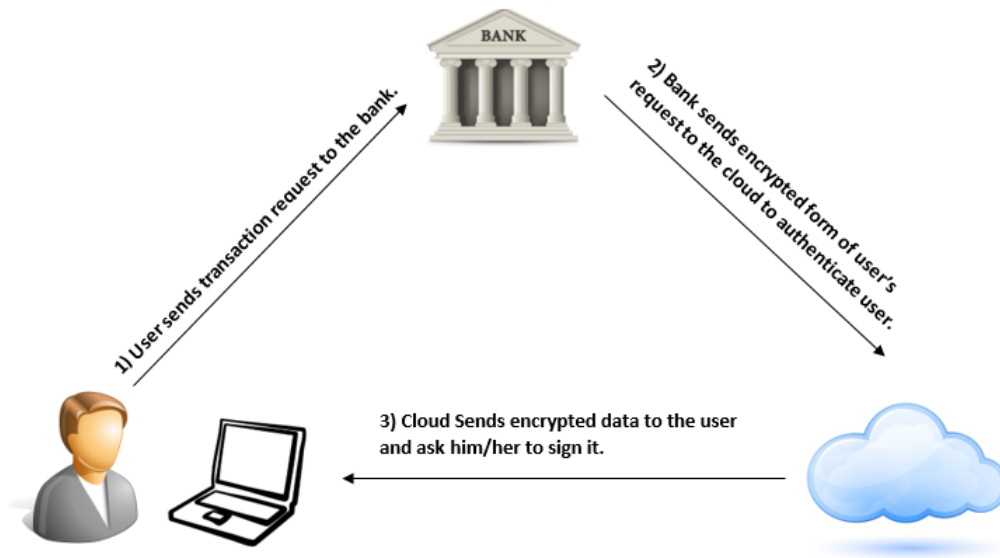 BANK
1) User sends transaction request to the bank.
2) Bank sends encrypted form of user's
request to the cloud to authenticate user.
3) Cloud Sends encrypted data to the user
and ask him/her to sign it.